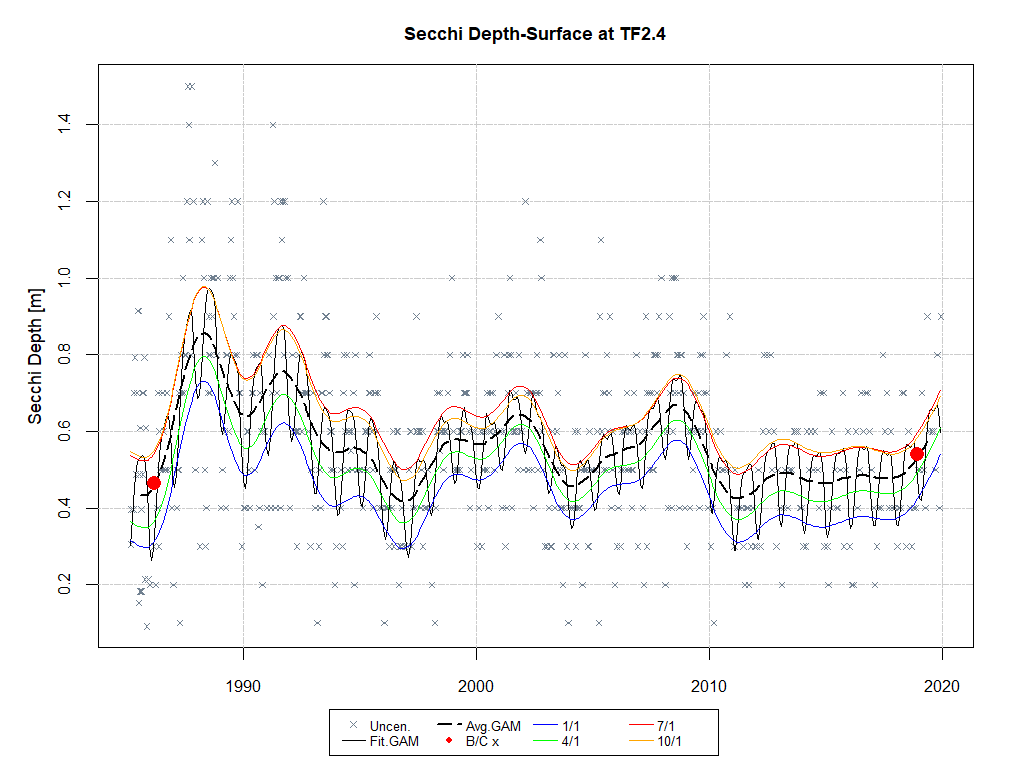 Secchi Depth-Surface at TF2.4
Secchi Depth [m]
1.4
1.2
1.0
0.8
0.6
0.4
0.2
1990 2000 2010 2020
Uncen. Avg.GAM 1/1 7/1
Fit.GAM B/C x 4/1 10/1